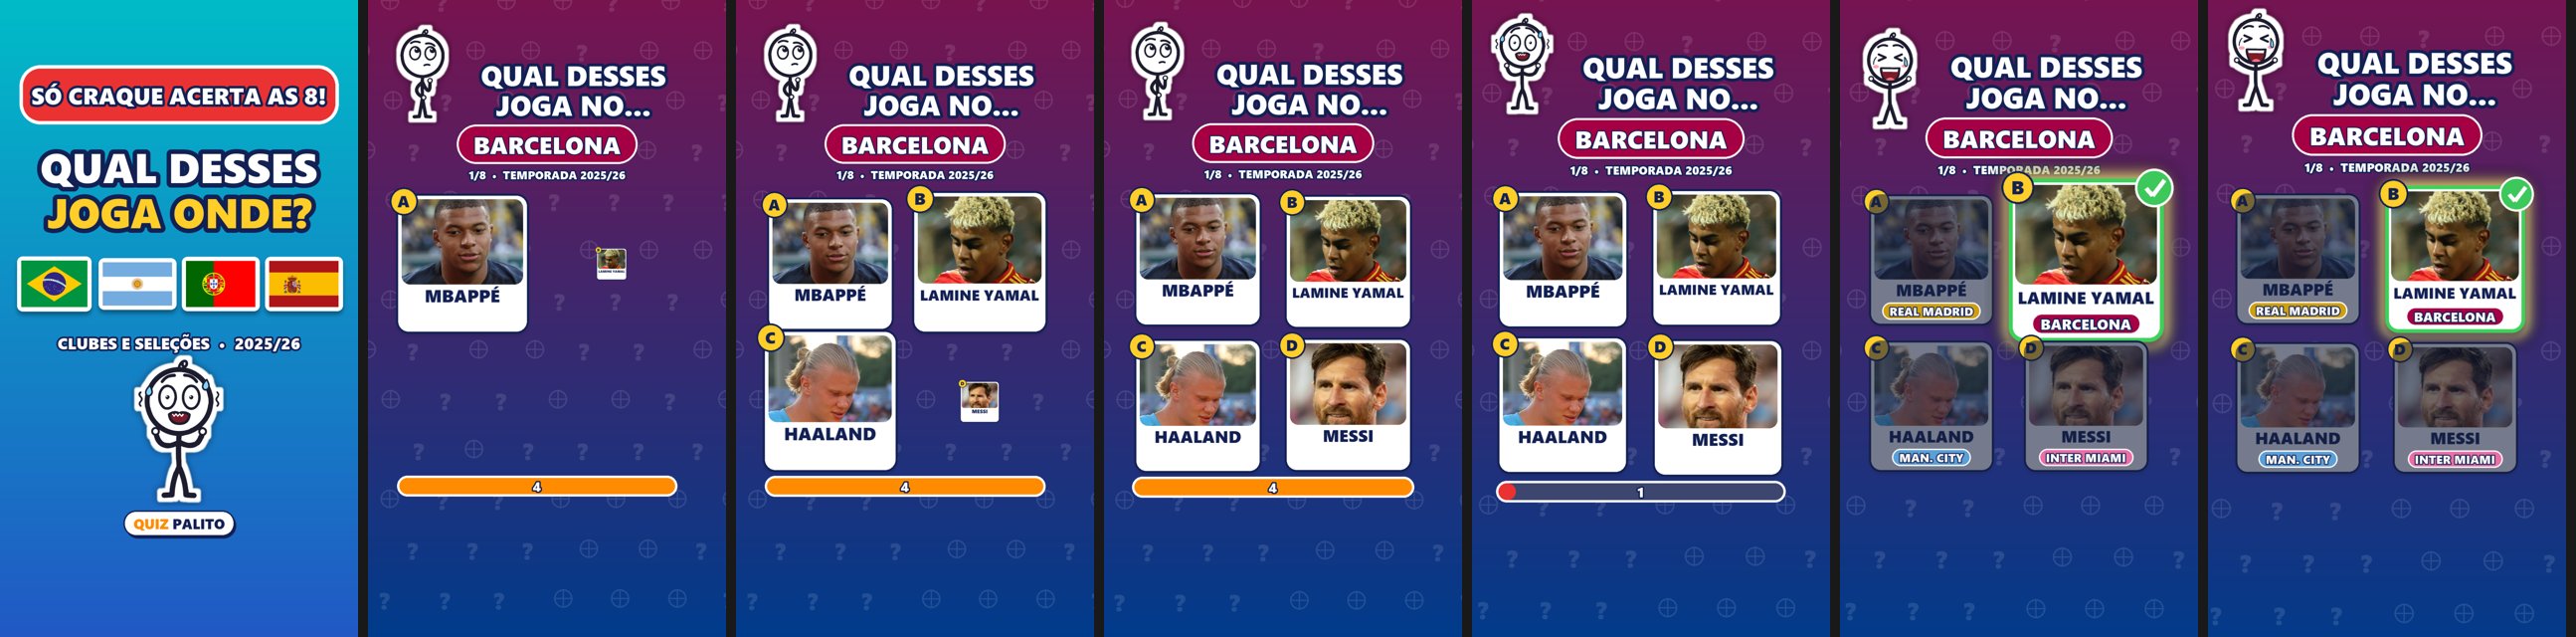 SÓ CRAQUE ACERTA AS 8!
QUAL DESSES
JOGA ONDE?
CLUBES E SELEÇÕES • 2025/26
QUIZ PALITO
QUAL DESSES
JOGA NO...
BARCELONA
1/8 • TEMPORADA 2025/26
A
MBAPPÉ
LAMINE YAMAL
4
QUAL DESSES
JOGA NO...
BARCELONA
1/8 • TEMPORADA 2025/26
A
MBAPPÉ
B
LAMINE YAMAL
C
HAALAND
D
MESSI
4
QUAL DESSES
JOGA NO...
BARCELONA
1/8 • TEMPORADA 2025/26
A
MBAPPÉ
B
LAMINE YAMAL
C
HAALAND
D
MESSI
4
QUAL DESSES
JOGA NO...
BARCELONA
1/8 • TEMPORADA 2025/26
A
MBAPPÉ
B
LAMINE YAMAL
C
HAALAND
D
MESSI
1
QUAL DESSES
JOGA NO...
BARCELONA
1/8 • TEMPORADA 2025/26
A
MBAPPÉ
REAL MADRID
B
LAMINE YAMAL
BARCELONA
C
HAALAND
MAN. CITY
D
MESSI
INTER MIAMI
QUAL DESSES
JOGA NO...
BARCELONA
1/8 • TEMPORADA 2025/26
A
MBAPPÉ
REAL MADRID
B
LAMINE YAMAL
BARCELONA
C
HAALAND
MAN. CITY
D
MESSI
INTER MIAMI